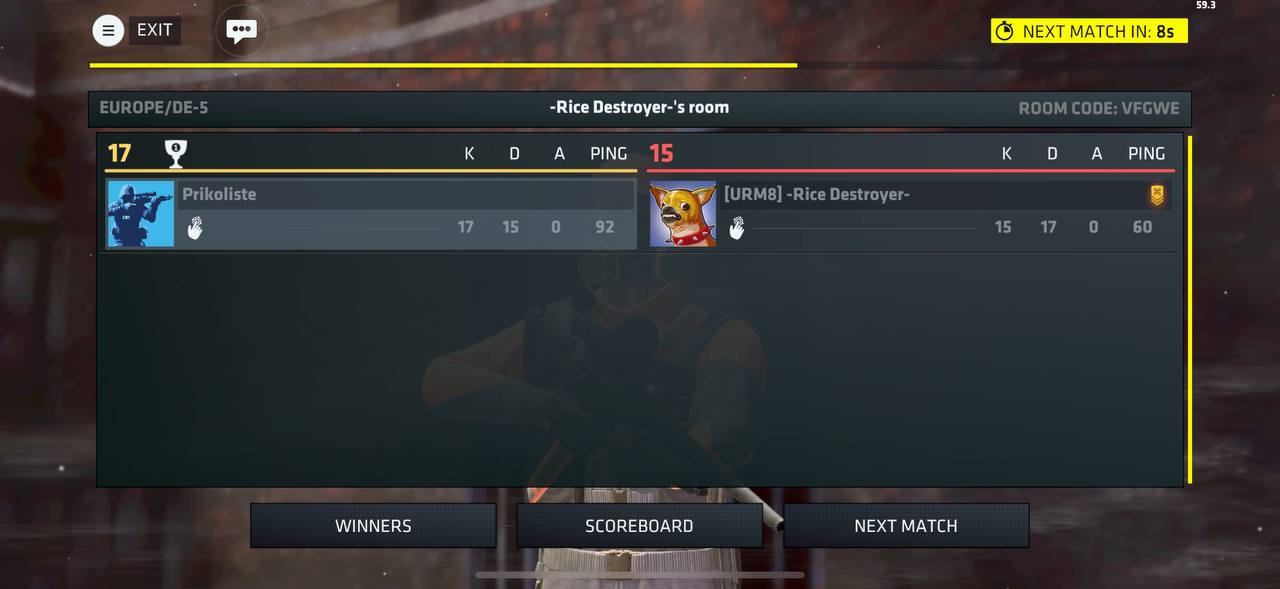 59.3
EXIT
NEXT MATCH IN: 8s
EUROPE/DE-5 -Rice Destroyer-'s room ROOM CODE: VFGWE
17 1 K D A PING 15 K D A PING
Prikoliste [URM8] -Rice Destroyer-
17 15 0 92 15 17 0 60
WINNERS SCOREBOARD NEXT MATCH